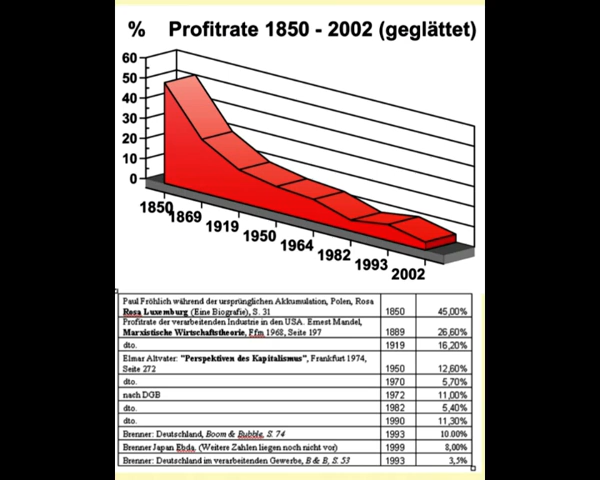 % Profitrate 1850 - 2002 (geglättet)
60
50
40
30
20
10
0
1850
1869
1919
1950
1964
1982
1993
2002
Paul Fröhlich während der ursprünglichen Akkumulation, Polen, Rosa
Rosa Luxemburg (Eine Biografie), S. 31 1850 45,00%
Profitrate der verarbeitenden Industrie in den USA. Ernest Mandel,
Marxistische Wirtschaftstheorie, Ffm 1968, Seite 197 1889 26,60%
dto. 1919 16,20%
Elmar Altvater: "Perspektiven des Kapitalismus", Frankfurt 1974,
Seite 272 1950 12,60%
dto. 1970 5,70%
nach DGB 1972 11,00%
dto. 1982 5,40%
dto. 1990 11,30%
Brenner: Deutschland, Boom & Bubble, S. 74 1993 10.00%
Brenner Japan Ebda. (Weitere Zahlen liegen noch nicht vor) 1999 8,00%
Brenner: Deutschland im verarbeitenden Gewerbe, B & B, S. 53 1993 3,5%